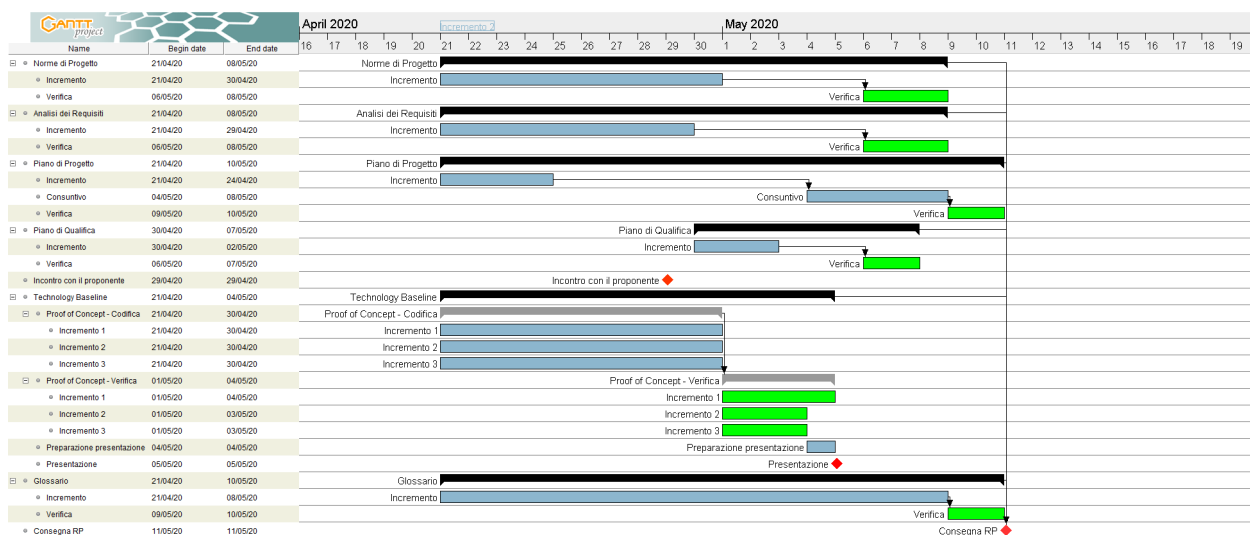 GANTT
project
April 2020
Incremento 2
May 2020
Name Begin date End date
16 17 18 19 20 21 22 23 24 25 26 27 28 29 30 1 2 3 4 5 6 7 8 9 10 11 12 13 14 15 16 17 18 19
Norme di Progetto 21/04/20 08/05/20 Norme di Progetto
Incremento 21/04/20 30/04/20 Incremento
Verifica 06/05/20 08/05/20 Verifica
Analisi dei Requisiti 21/04/20 08/05/20 Analisi dei Requisiti
Incremento 21/04/20 29/04/20 Incremento
Verifica 06/05/20 08/05/20 Verifica
Piano di Progetto 21/04/20 10/05/20 Piano di Progetto
Incremento 21/04/20 24/04/20 Incremento
Consuntivo 04/05/20 08/05/20 Consuntivo
Verifica 09/05/20 10/05/20 Verifica
Piano di Qualifica 30/04/20 07/05/20 Piano di Qualifica
Incremento 30/04/20 02/05/20 Incremento
Verifica 06/05/20 07/05/20 Verifica
Incontro con il proponente 29/04/20 29/04/20 Incontro con il proponente
Technology Baseline 21/04/20 04/05/20 Technology Baseline
Proof of Concept - Codifica 21/04/20 30/04/20 Proof of Concept - Codifica
Incremento 1 21/04/20 30/04/20 Incremento 1
Incremento 2 21/04/20 30/04/20 Incremento 2
Incremento 3 21/04/20 30/04/20 Incremento 3
Proof of Concept - Verifica 01/05/20 04/05/20 Proof of Concept - Verifica
Incremento 1 01/05/20 04/05/20 Incremento 1
Incremento 2 01/05/20 03/05/20 Incremento 2
Incremento 3 01/05/20 03/05/20 Incremento 3
Preparazione presentazione 04/05/20 04/05/20 Preparazione presentazione
Presentazione 05/05/20 05/05/20 Presentazione
Glossario 21/04/20 10/05/20 Glossario
Incremento 21/04/20 08/05/20 Incremento
Verifica 09/05/20 10/05/20 Verifica
Consegna RP 11/05/20 11/05/20 Consegna RP